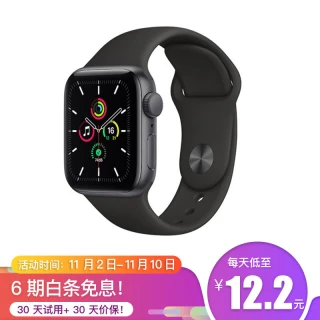 活动时间：11月2日-11月10日
6期白条免息！
30天试用+30天价保！
每天低至
¥12.2元